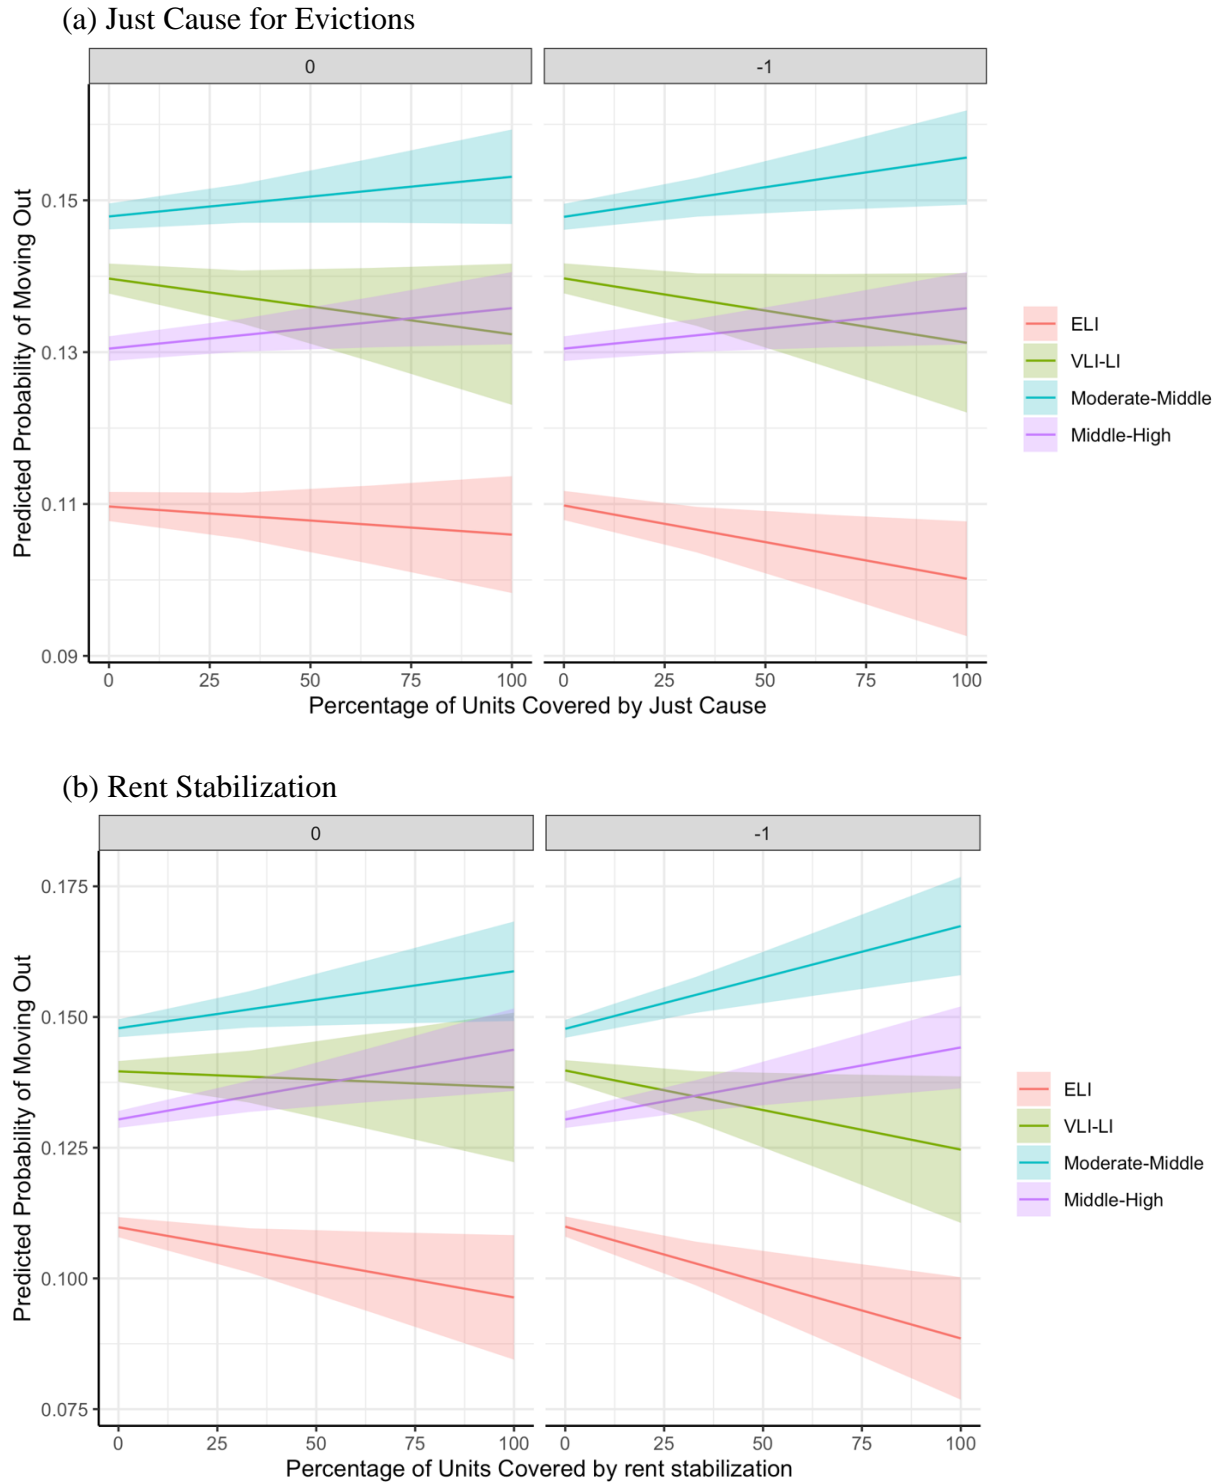 (a) Just Cause for Evictions
0
-1
Predicted Probability of Moving Out
0.15
0.13
0.11
0.09
0 25 50 75 100
0 25 50 75 100
Percentage of Units Covered by Just Cause
ELI
VLI-LI
Moderate-Middle
Middle-High
(b) Rent Stabilization
0
-1
Predicted Probability of Moving Out
0.175
0.150
0.125
0.100
0.075
0 25 50 75 100
0 25 50 75 100
Percentage of Units Covered by rent stabilization
ELI
VLI-LI
Moderate-Middle
Middle-High